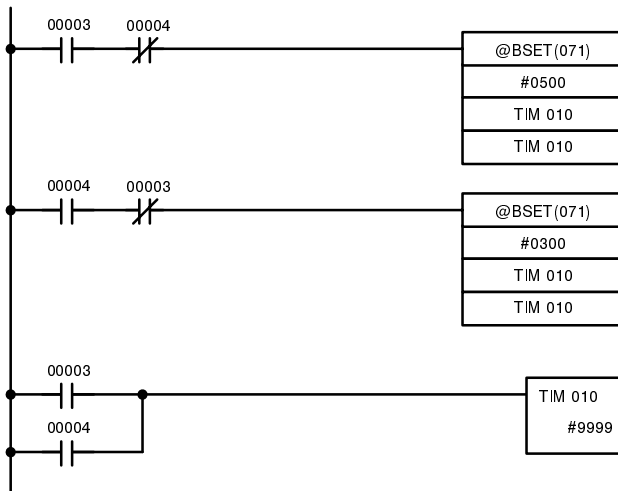 00003 00004
@BSET(071)
#0500
TIM 010
TIM 010
00004 00003
@BSET(071)
#0300
TIM 010
TIM 010
00003
TIM 010
#9999
00004